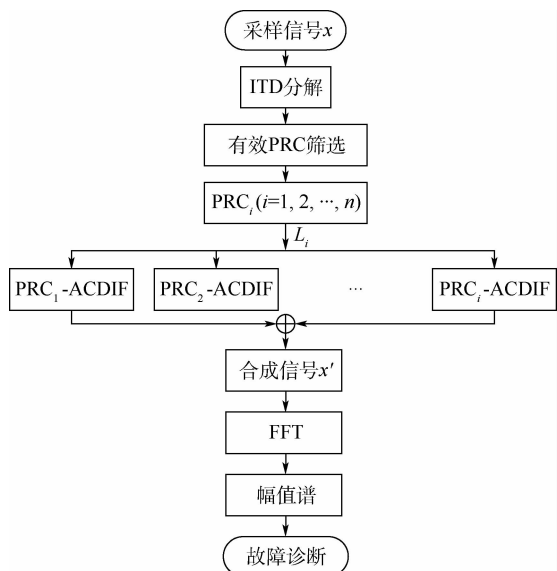 采样信号x
ITD分解
有效PRC筛选
PRCi (i=1, 2, ···, n)
Li
PRC1-ACDIF
PRC2-ACDIF
···
PRCi-ACDIF
合成信号x′
FFT
幅值谱
故障诊断